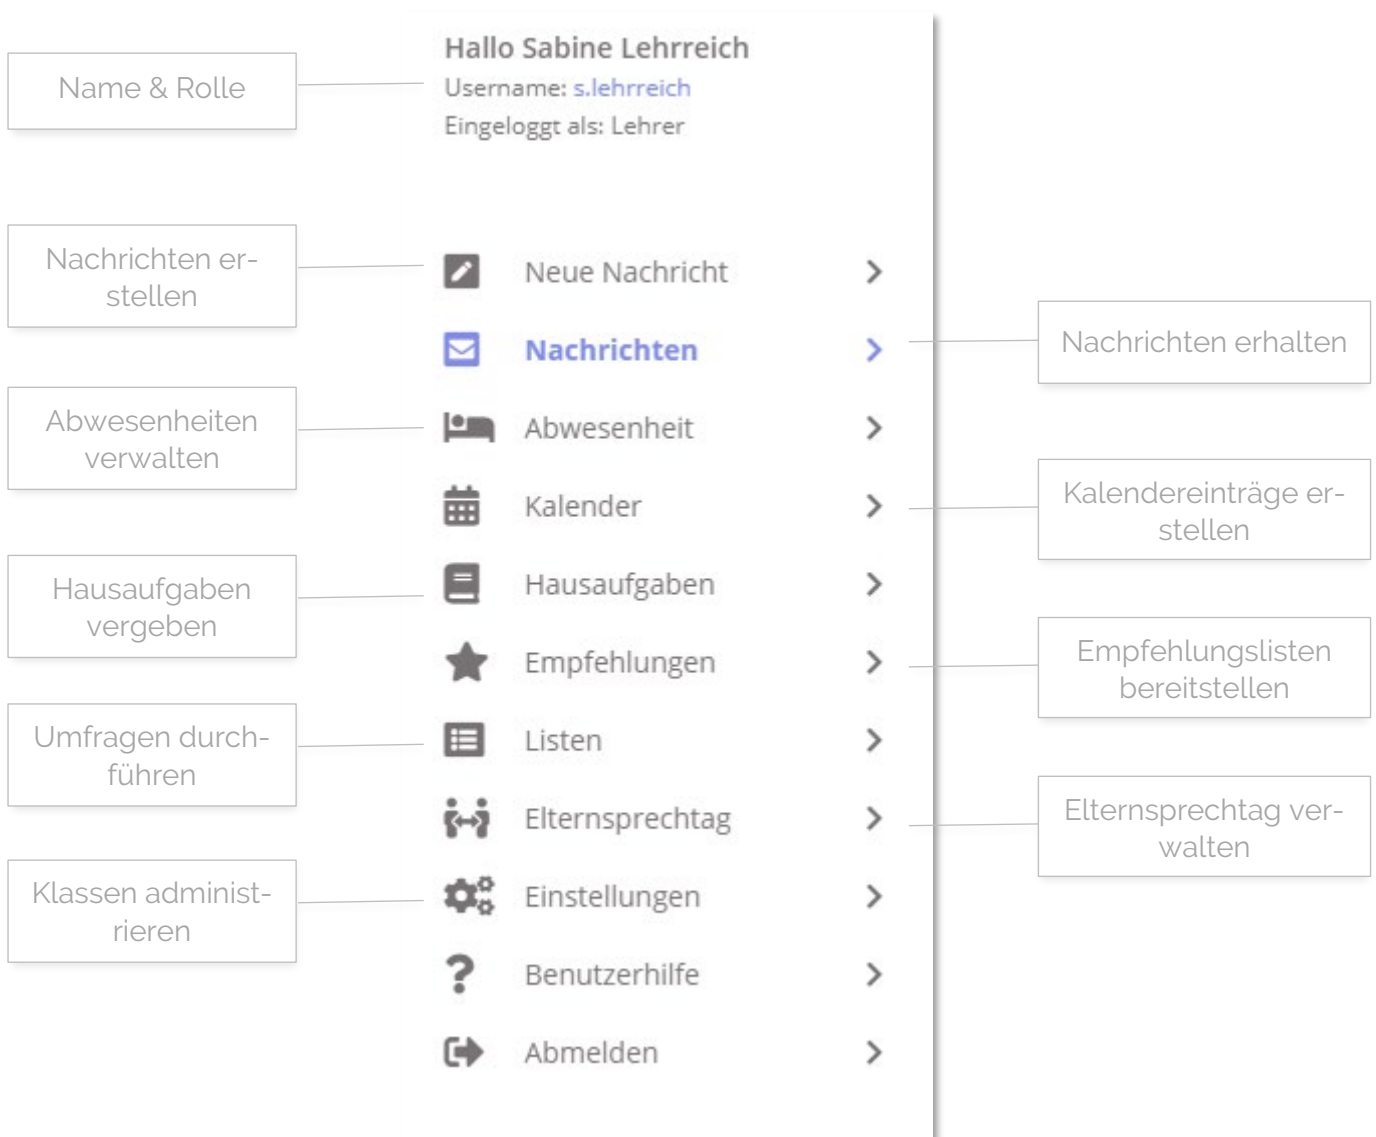 Hallo Sabine Lehrreich
Username: s.lehrreich
Eingeloggt als: Lehrer
Name & Rolle
Nachrichten er-
stellen
Neue Nachricht
Nachrichten
Nachrichten erhalten
Abwesenheiten
verwalten
Abwesenheit
Kalender
Kalendereinträge er-
stellen
Hausaufgaben
vergeben
Hausaufgaben
Empfehlungen
Empfehlungslisten
bereitstellen
Umfragen durch-
führen
Listen
Elternsprechtag
Elternsprechtag ver-
walten
Klassen administ-
rieren
Einstellungen
Benutzerhilfe
Abmelden